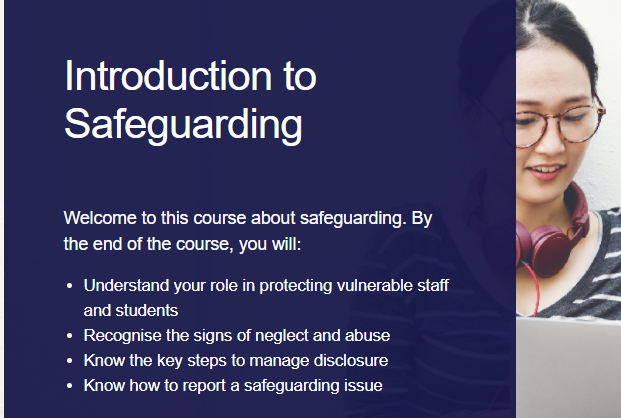 Introduction to
Safeguarding
Welcome to this course about safeguarding. By
the end of the course, you will:
• Understand your role in protecting vulnerable staff
and students
• Recognise the signs of neglect and abuse
• Know the key steps to manage disclosure
• Know how to report a safeguarding issue